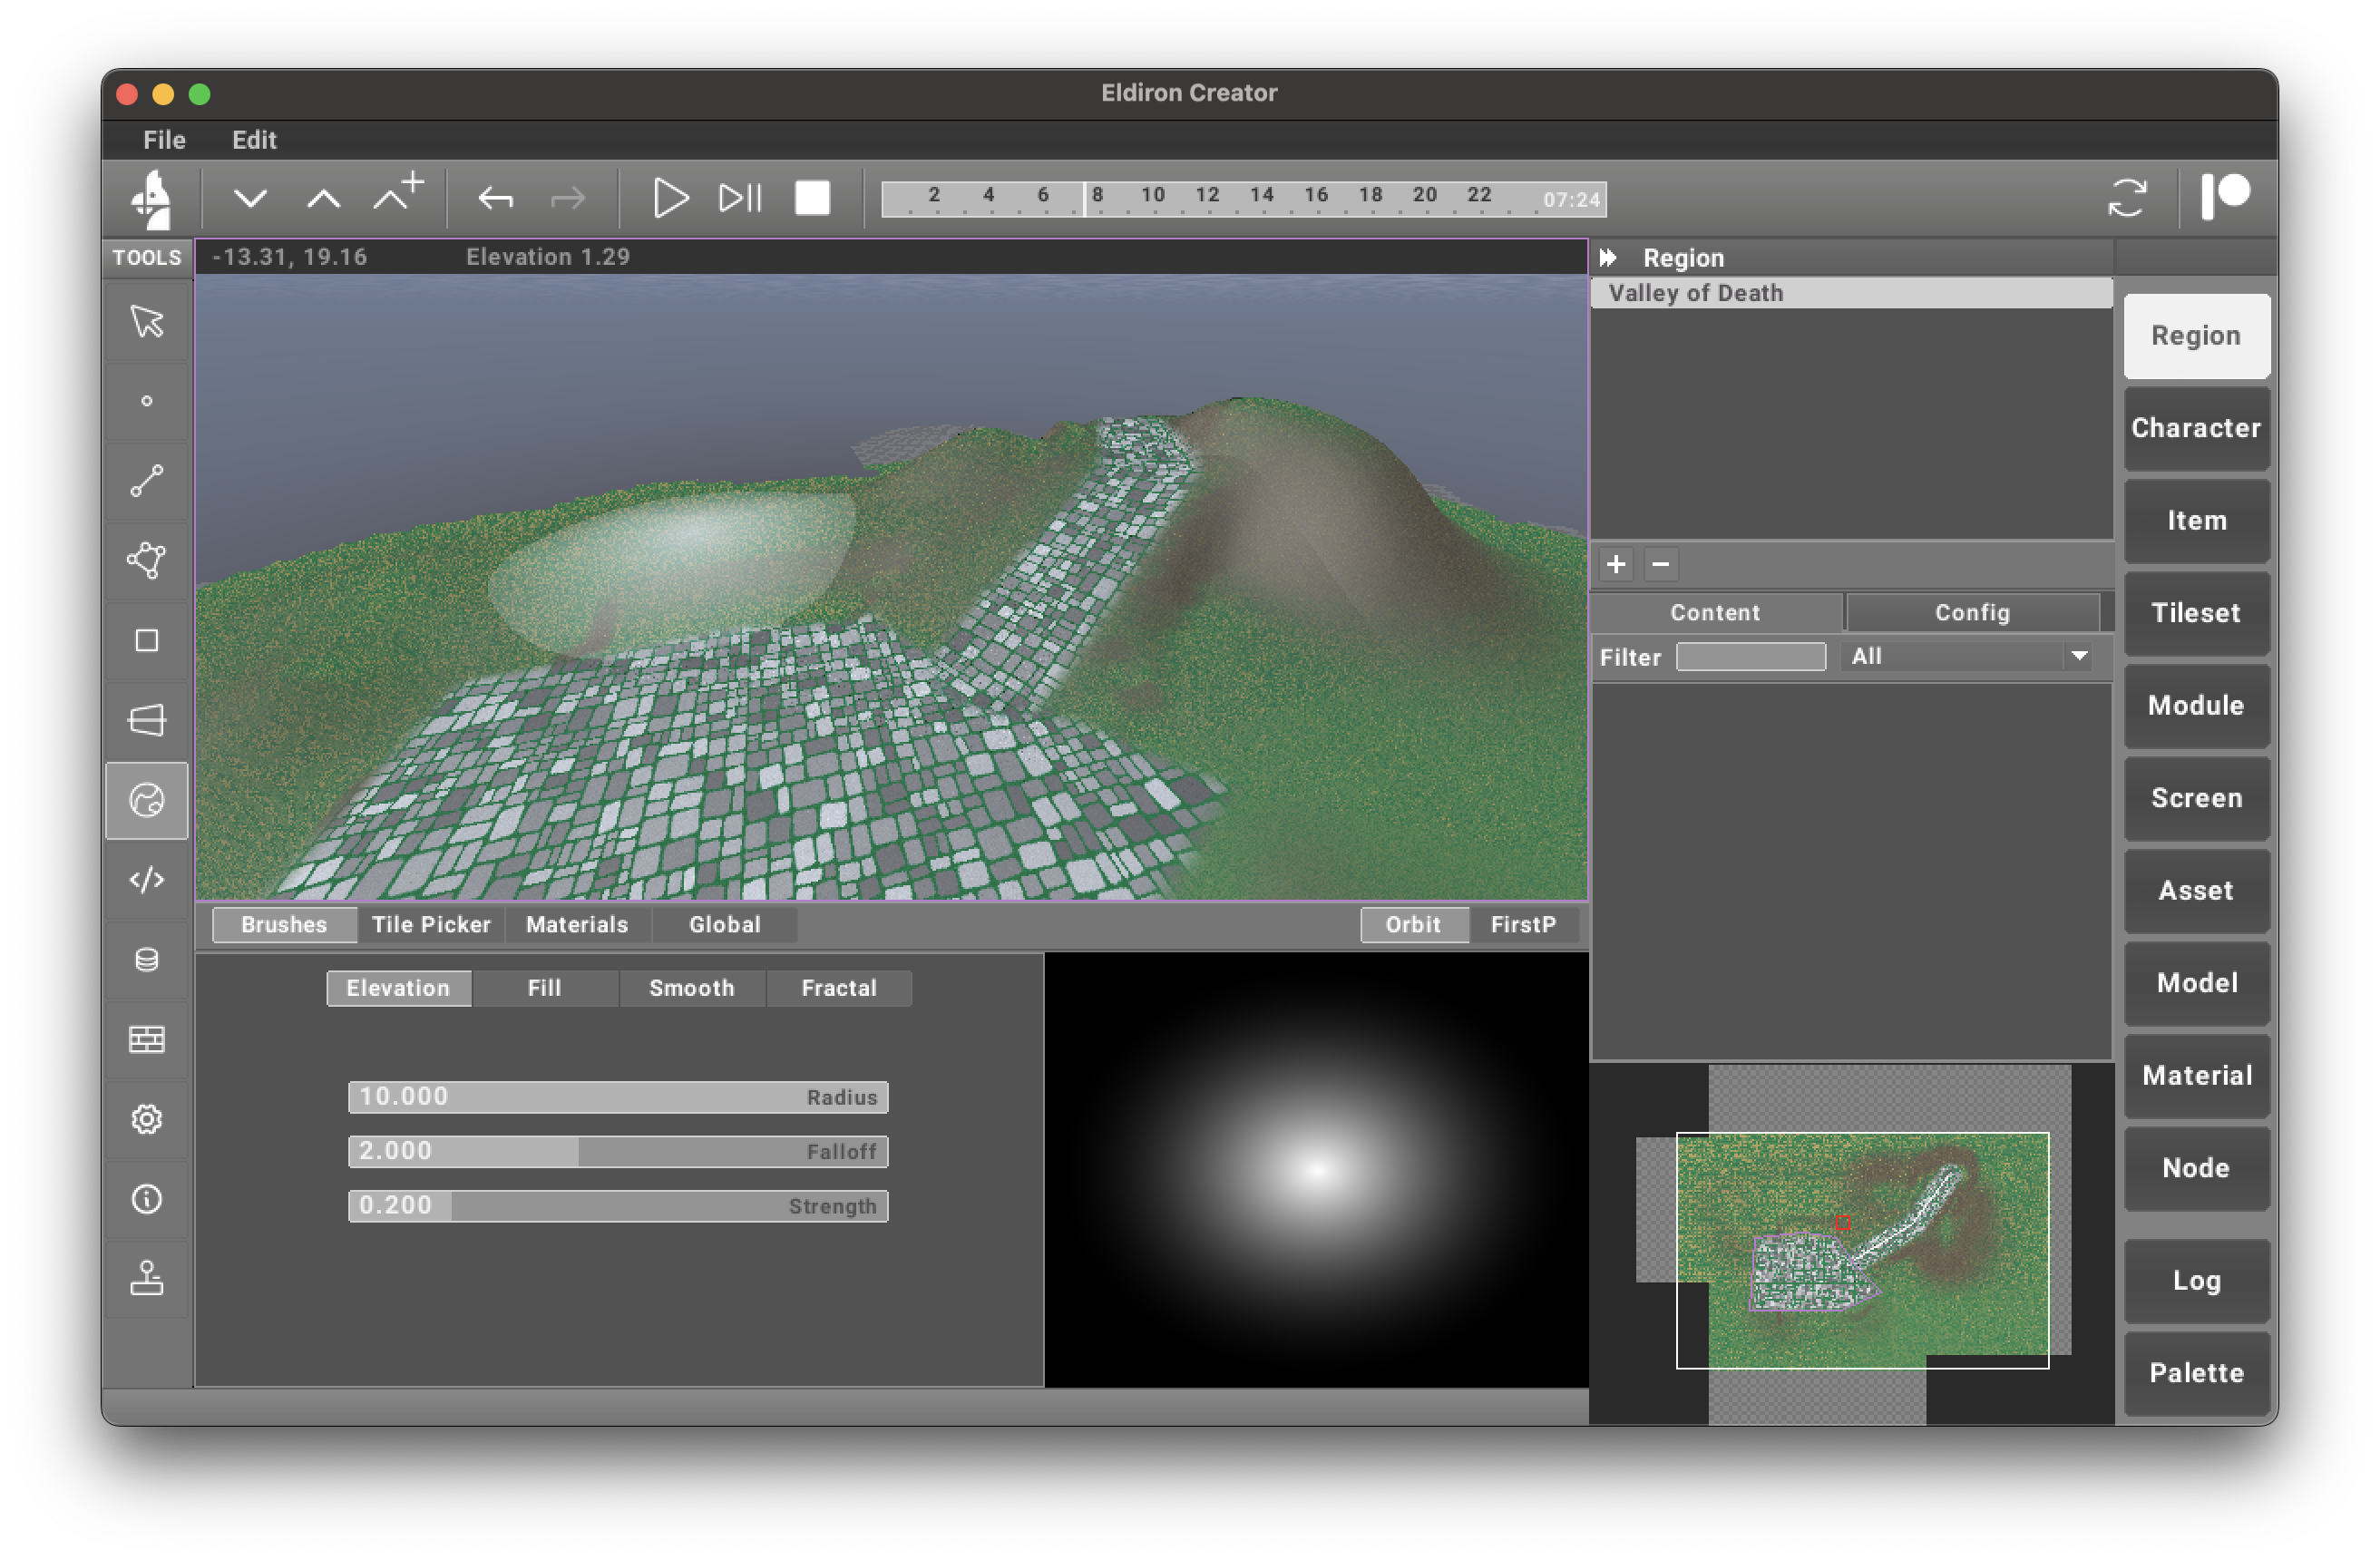 Eldiron Creator
File Edit
2 4 6 8 10 12 14 16 18 20 22 07:24
TOOLS
-13.31, 19.16 Elevation 1.29
Region
Valley of Death
Content Config
Filter All
Region
Character
Item
Tileset
Module
Screen
Asset
Model
Material
Node
Log
Palette
Brushes Tile Picker Materials Global Orbit FirstP
Elevation Fill Smooth Fractal
10.000 Radius
2.000 Falloff
0.200 Strength